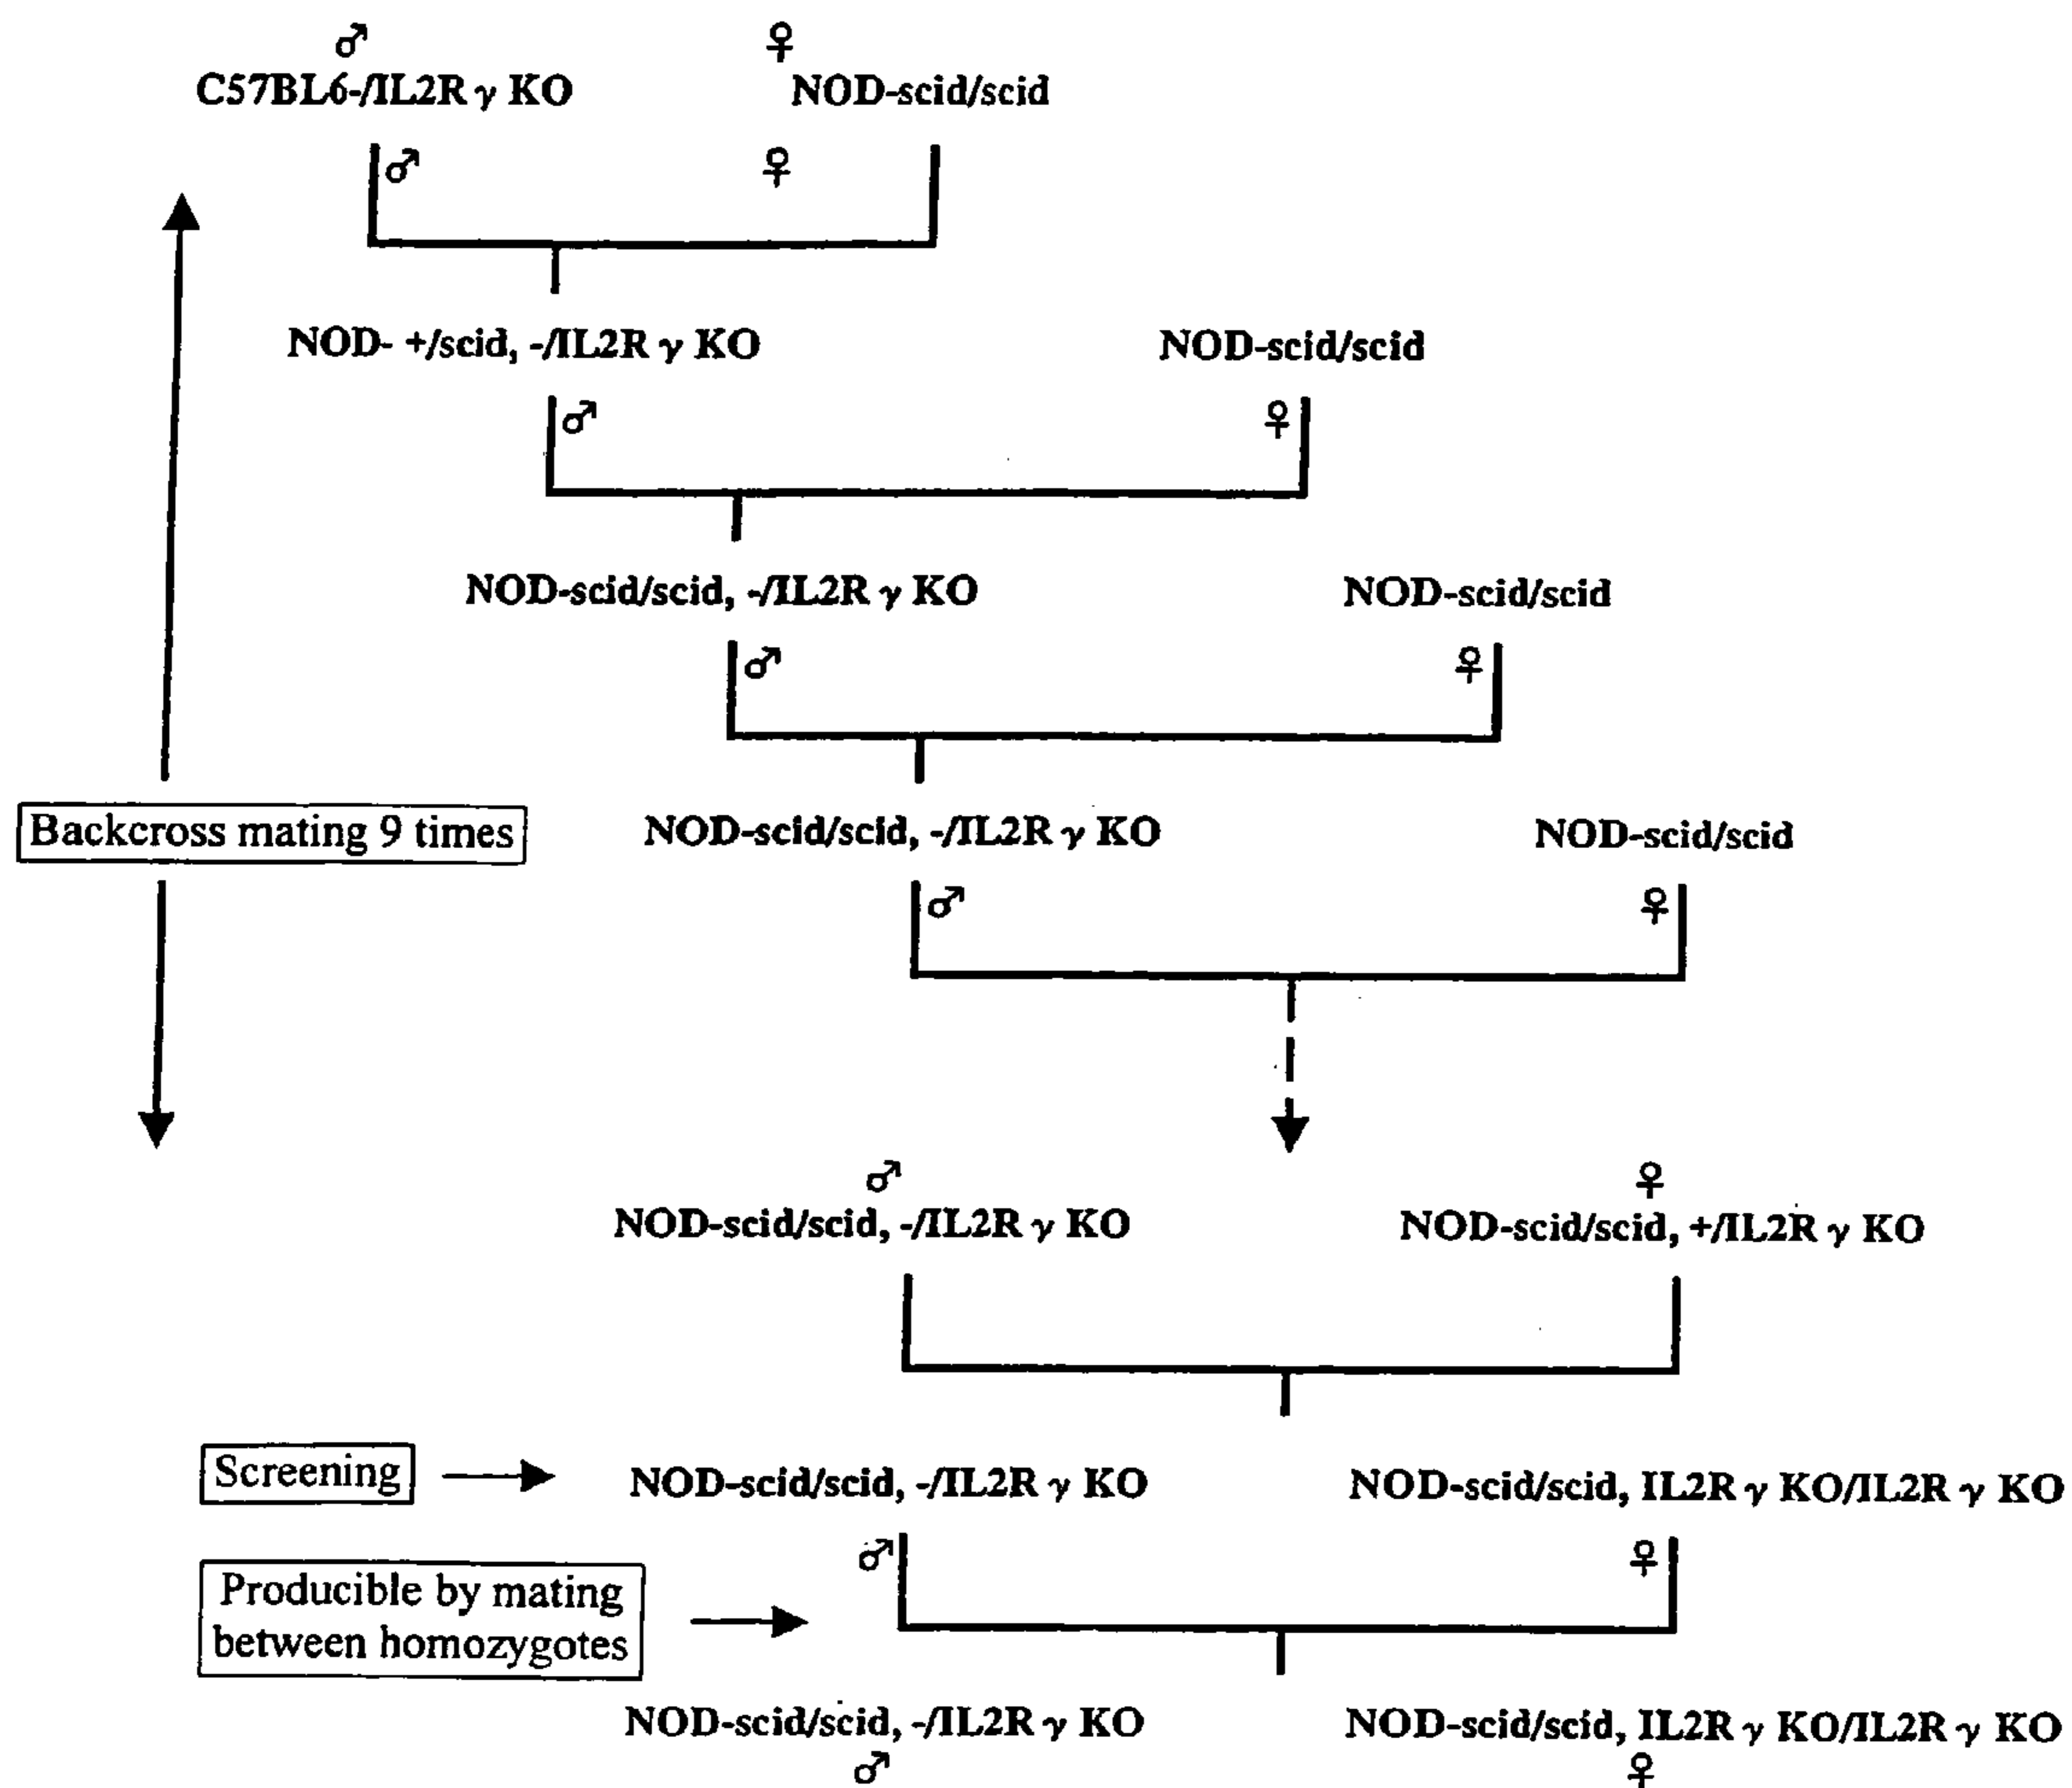 ♂ ♀
C57BL6-/IL2R γ KO NOD-scid/scid
♂ ♀
NOD- +/scid, -/IL2R γ KO NOD-scid/scid
♂ ♀
NOD-scid/scid, -/IL2R γ KO NOD-scid/scid
♂ ♀
Backcross mating 9 times NOD-scid/scid, -/IL2R γ KO NOD-scid/scid
♂ ♀
♂ ♀
NOD-scid/scid, -/IL2R γ KO NOD-scid/scid, +/IL2R γ KO
Screening NOD-scid/scid, -/IL2R γ KO NOD-scid/scid, IL2R γ KO/IL2R γ KO
♂ ♀
Producible by mating
between homozygotes
NOD-scid/scid, -/IL2R γ KO NOD-scid/scid, IL2R γ KO/IL2R γ KO
♂ ♀